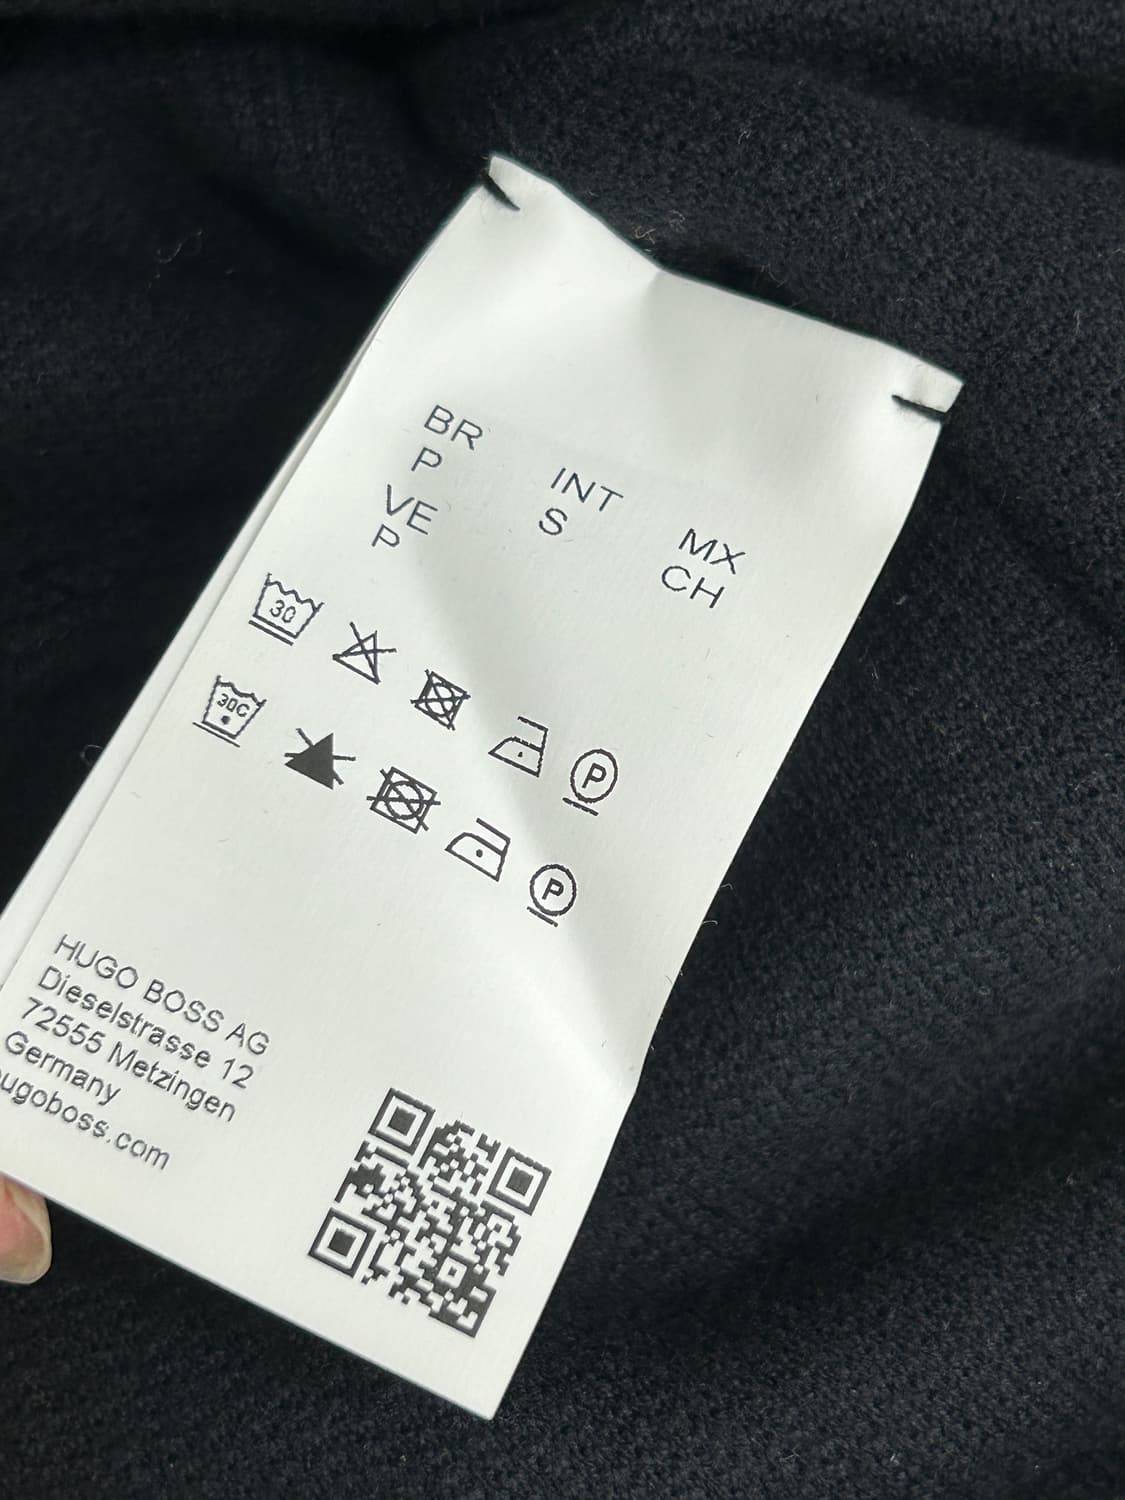 BR
P
INT
S
MX
CH
VE
P
30
P
30C
P
HUGO BOSS AG
Dieselstrasse 12
72555 Metzingen
Germany
ugoboss.com